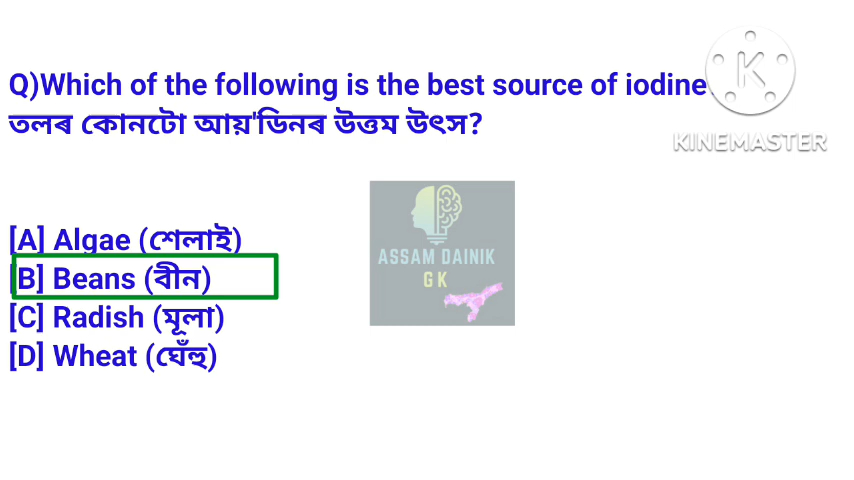 Q)Which of the following is the best source of iodine
তলৰ কোনটো আয়'ডিনৰ উত্তম উৎস?
KINEMASTER
[A] Algae (শেলাই)
ASSAM DAINIK
GK
[B] Beans (বীন)
[C] Radish (মূলা)
[D] Wheat (ঘেঁহু)